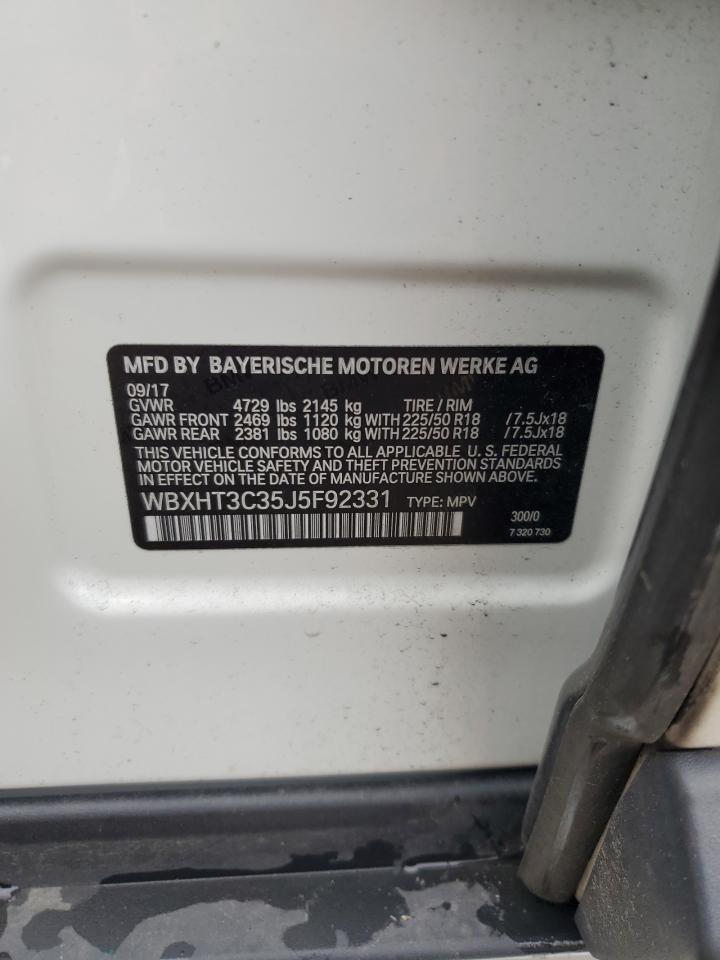 MFD BY BAYERISCHE MOTOREN WERKE AG
09/17
GVWR 4729 lbs 2145 kg TIRE / RIM
GAWR FRONT 2469 lbs 1120 kg WITH 225/50 R18 /7.5Jx18
GAWR REAR 2381 lbs 1080 kg WITH 225/50 R18 /7.5Jx18
THIS VEHICLE CONFORMS TO ALL APPLICABLE U. S. FEDERAL
MOTOR VEHICLE SAFETY AND THEFT PREVENTION STANDARDS
IN EFFECT ON THE DATE OF MANUFACTURE SHOWN ABOVE.
WBXHT3C35J5F92331 TYPE: MPV
300/0
7 320 730